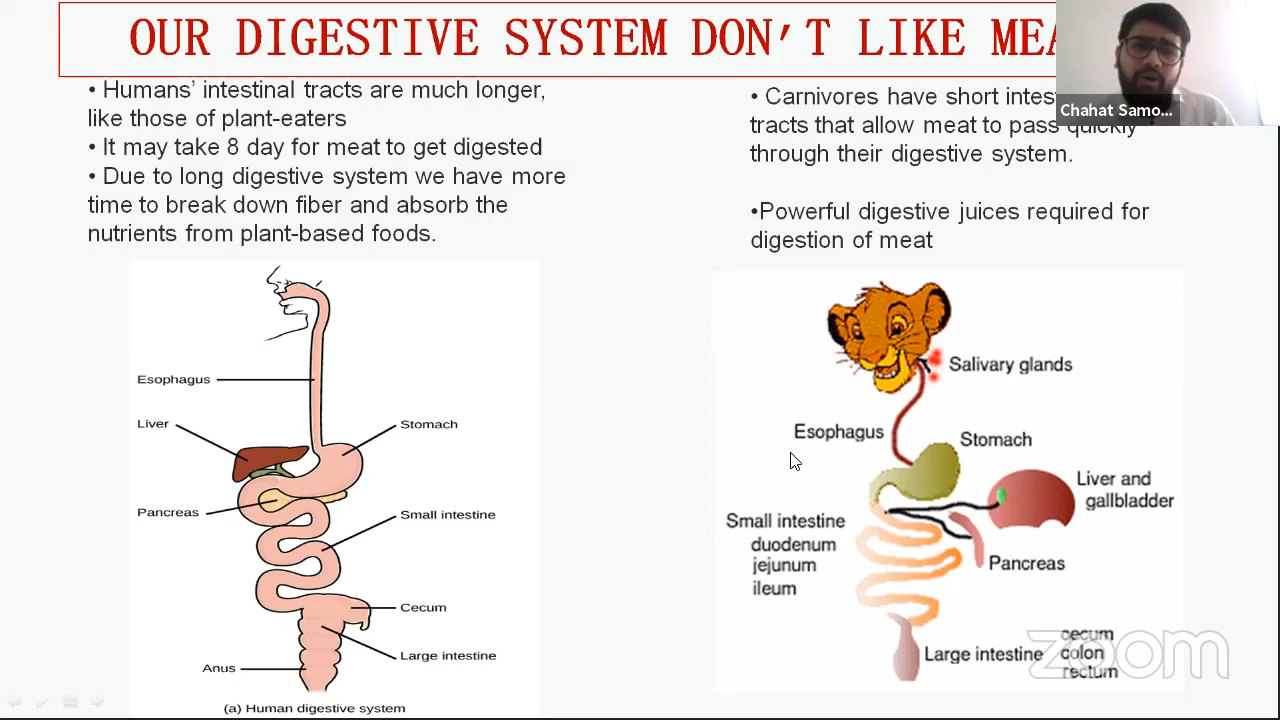 OUR DIGESTIVE SYSTEM DON'T LIKE
• Humans' intestinal tracts are much longer,
like those of plant-eaters
• It may take 8 day for meat to get digested
• Due to long digestive system we have more
time to break down fiber and absorb the
nutrients from plant-based foods.
• Carnivores have short
tracts that allow meat to pass quickly
through their digestive system.
•Powerful digestive juices required for
digestion of meat
Chahat Samo...
Esophagus
Liver
Stomach
Pancreas
Small intestine
Cecum
Large intestine
Anus
(a) Human digestive system
Salivary glands
Esophagus
Stomach
Liver and
gallbladder
Small intestine
duodenum
jejunum
ileum
Pancreas
Large intestine
cecum
colon
rectum
zoom